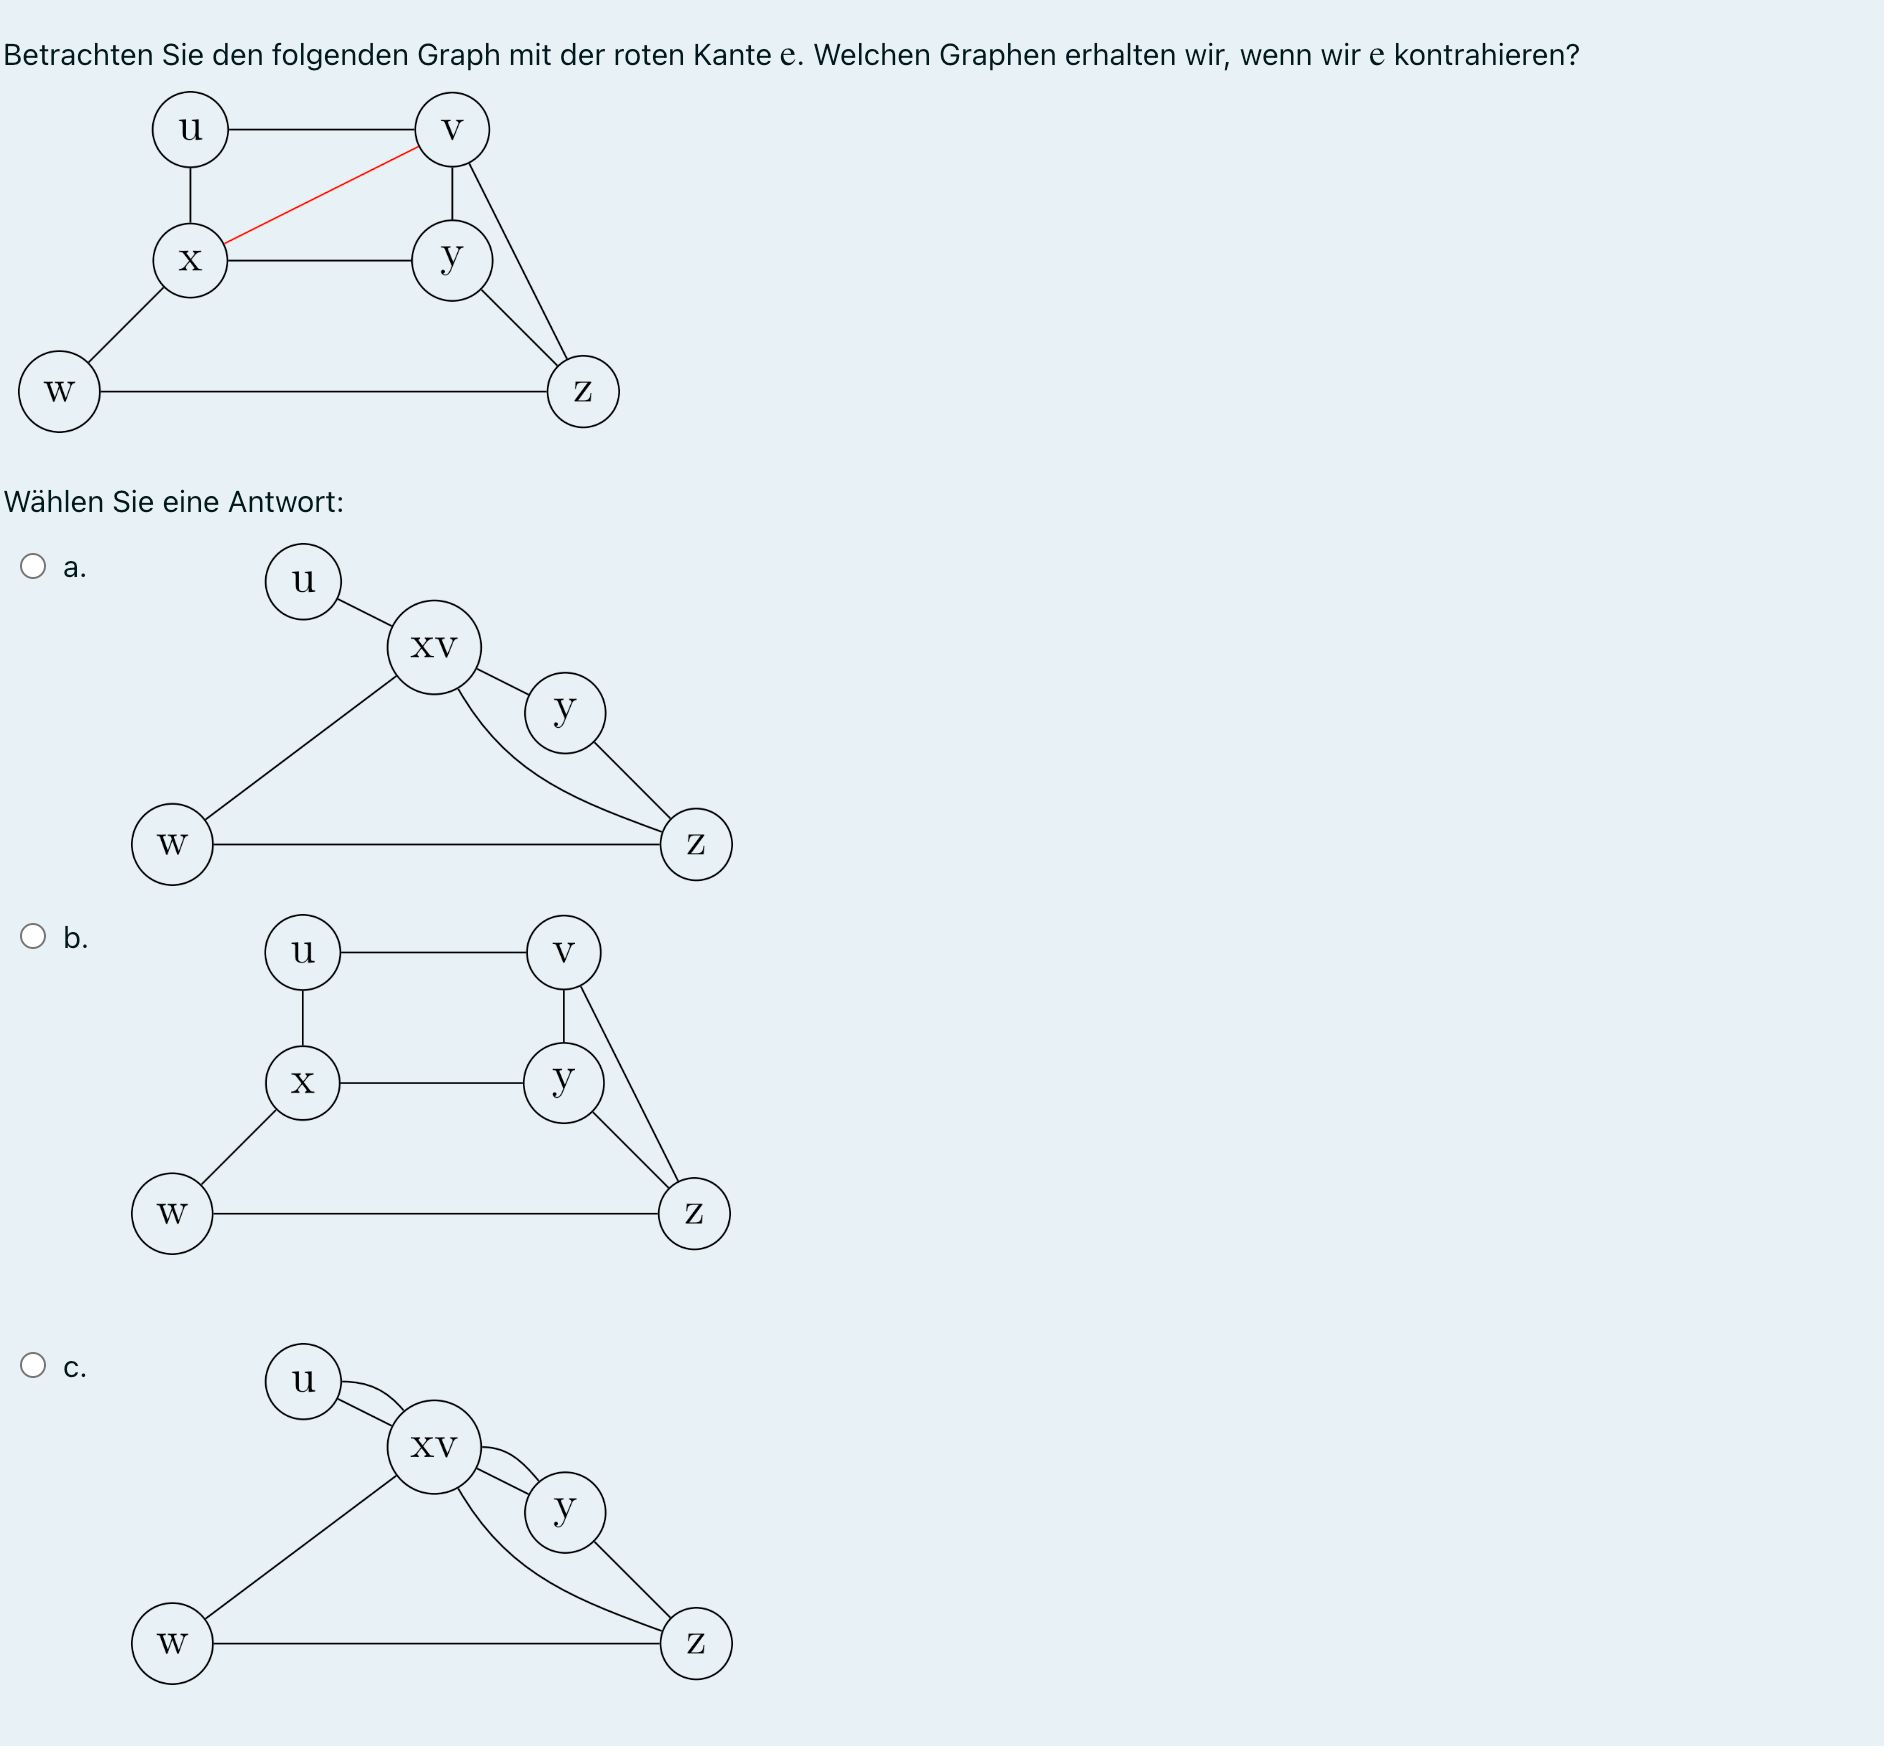 Betrachten Sie den folgenden Graph mit der roten Kante e. Welchen Graphen erhalten wir, wenn wir e kontrahieren?
u v
x y
w z
Wählen Sie eine Antwort:
a.
u
xv
y
w z
b.
u v
x y
w z
c.
u
xv
y
w z